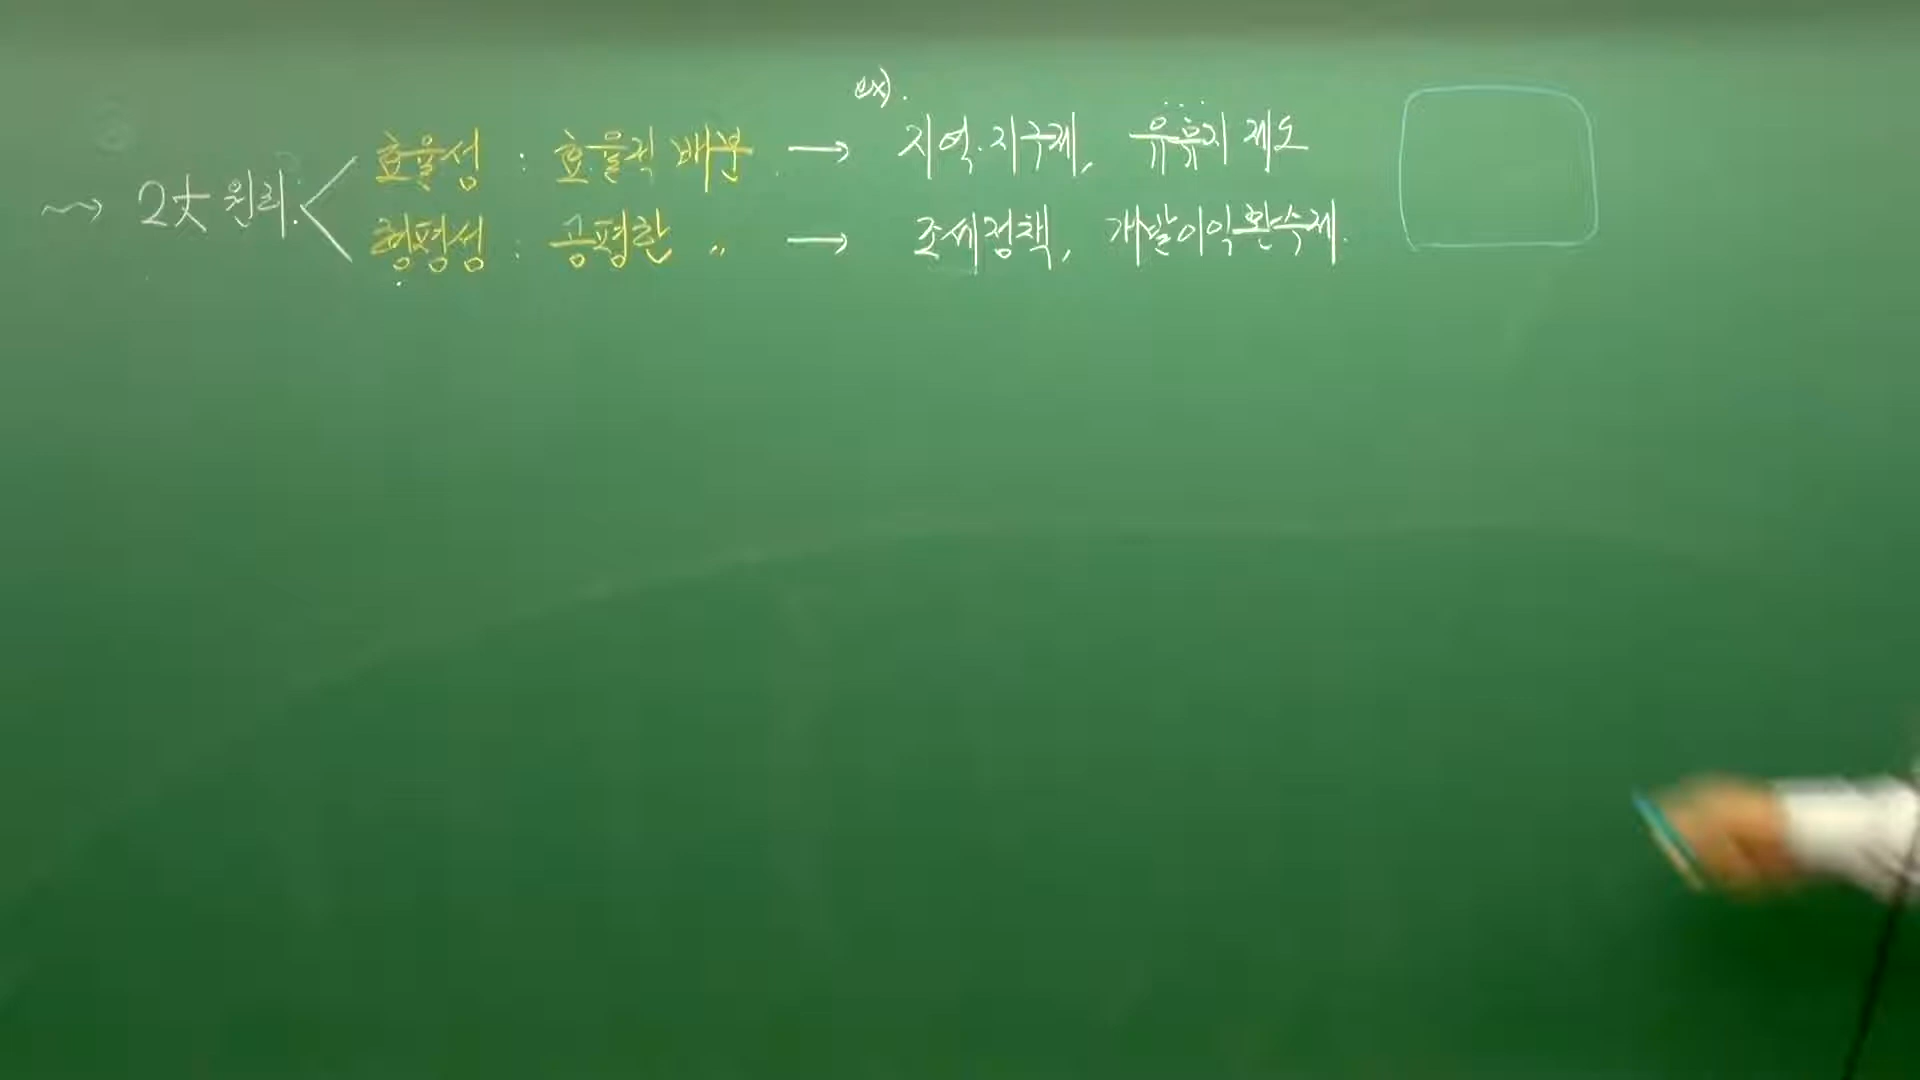 ex).
효율성 : 효율적 배분 → 지역·지구제, 유휴지 제도
~> 2大 원리:
형평성 : 공평한 〃 → 조세정책, 개발이익환수제.